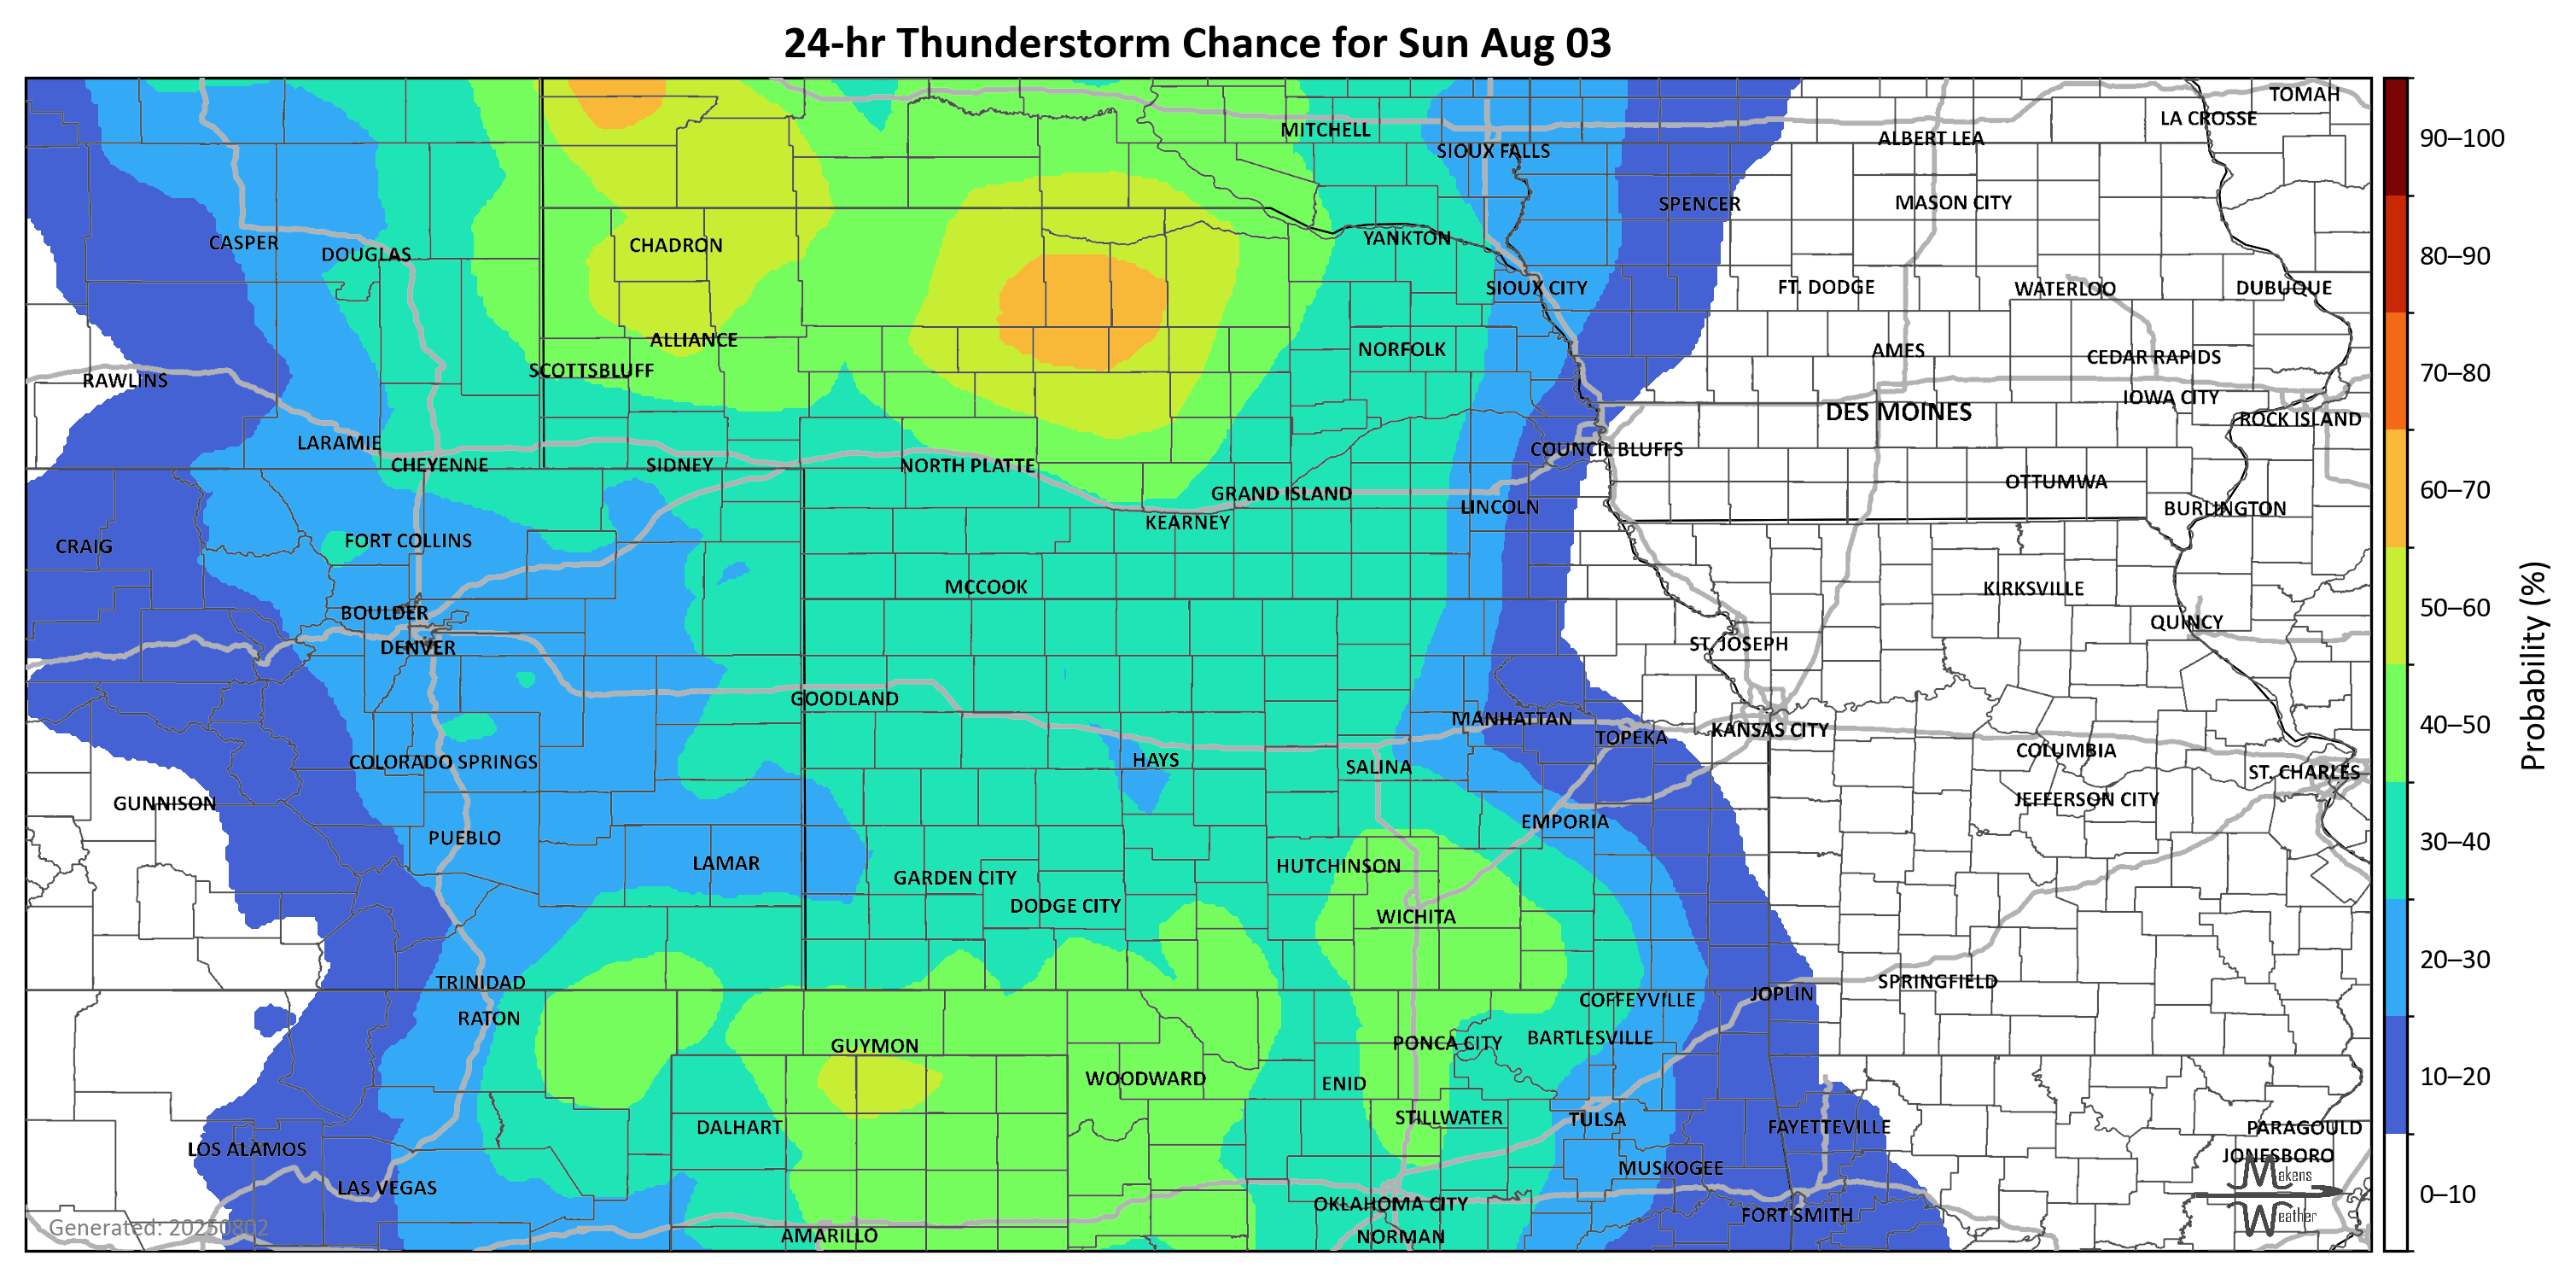 24-hr Thunderstorm Chance for Sun Aug 03
TOMAH
LA CROSSE
MITCHELL
ALBERT LEA
SIOUX FALLS
SPENCER
MASON CITY
CASPER
DOUGLAS
CHADRON
YANKTON
SIOUX CITY
FT. DODGE
WATERLOO
DUBUQUE
ALLIANCE
NORFOLK
AMES
CEDAR RAPIDS
RAWLINS
SCOTTSBLUFF
IOWA CITY
DES MOINES
ROCK ISLAND
LARAMIE
COUNCIL BLUFFS
CHEYENNE
SIDNEY
NORTH PLATTE
OTTUMWA
GRAND ISLAND
LINCOLN
BURLINGTON
KEARNEY
CRAIG
FORT COLLINS
MCCOOK
KIRKSVILLE
BOULDER
QUINCY
DENVER
ST. JOSEPH
GOODLAND
MANHATTAN
TOPEKA
KANSAS CITY
COLUMBIA
COLORADO SPRINGS
HAYS
SALINA
ST. CHARLES
GUNNISON
JEFFERSON CITY
EMPORIA
PUEBLO
LAMAR
HUTCHINSON
GARDEN CITY
DODGE CITY
WICHITA
TRINIDAD
SPRINGFIELD
JOPLIN
COFFEYVILLE
RATON
BARTLESVILLE
GUYMON
PONCA CITY
WOODWARD
ENID
STILLWATER
TULSA
DALHART
FAYETTEVILLE
PARAGOULD
LOS ALAMOS
JONESBORO
MUSKOGEE
LAS VEGAS
OKLAHOMA CITY
FORT SMITH
AMARILLO
NORMAN
Generated: 20250802
Makens
Weather
90–100
80–90
70–80
60–70
50–60
40–50
30–40
20–30
10–20
0–10
Probability (%)